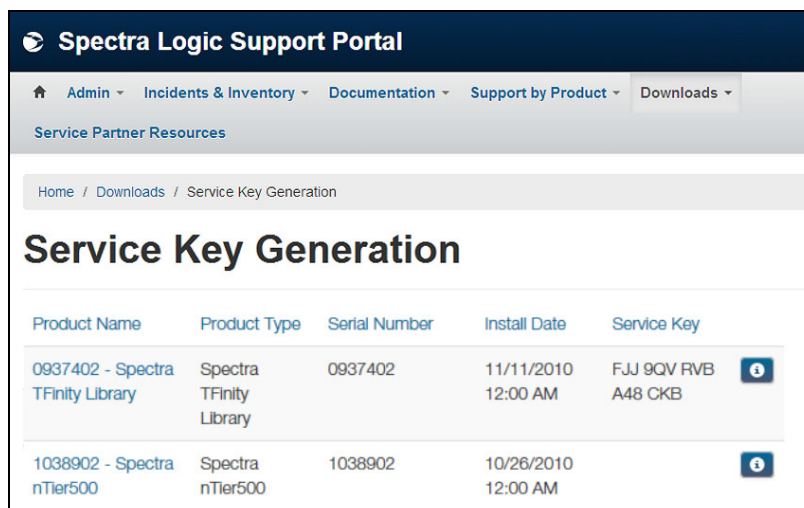 Spectra Logic Support Portal
Admin Incidents & Inventory Documentation Support by Product Downloads
Service Partner Resources
Home / Downloads / Service Key Generation
Service Key Generation
Product Name Product Type Serial Number Install Date Service Key
0937402 - Spectra Spectra 0937402 11/11/2010 FJJ 9QV RVB
TFinity Library TFinity 12:00 AM A48 CKB
Library
1038902 - Spectra Spectra 1038902 10/26/2010
nTier500 nTier500 12:00 AM